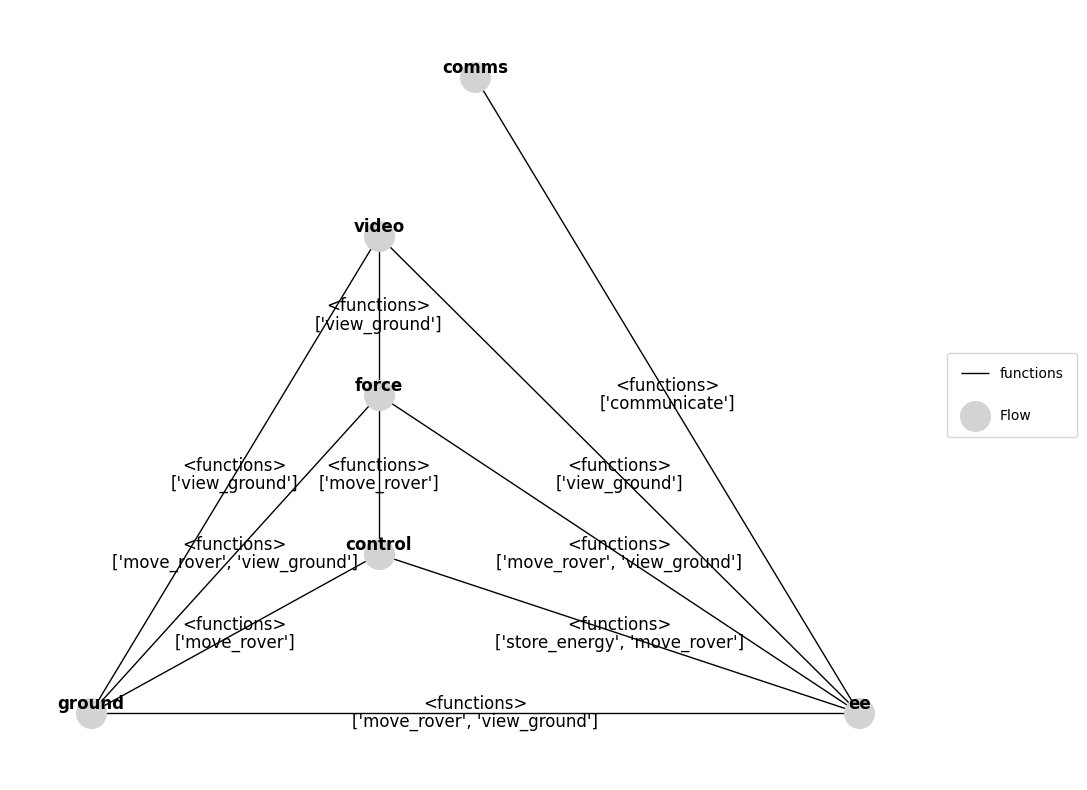 comms
video
<functions>
['view_ground']
force
<functions>
['communicate']
functions
Flow
<functions>
['view_ground']
<functions>
['move_rover']
<functions>
['view_ground']
control
<functions>
['move_rover', 'view_ground']
<functions>
['move_rover', 'view_ground']
<functions>
['move_rover']
<functions>
['store_energy', 'move_rover']
ground
<functions>
['move_rover', 'view_ground']
ee